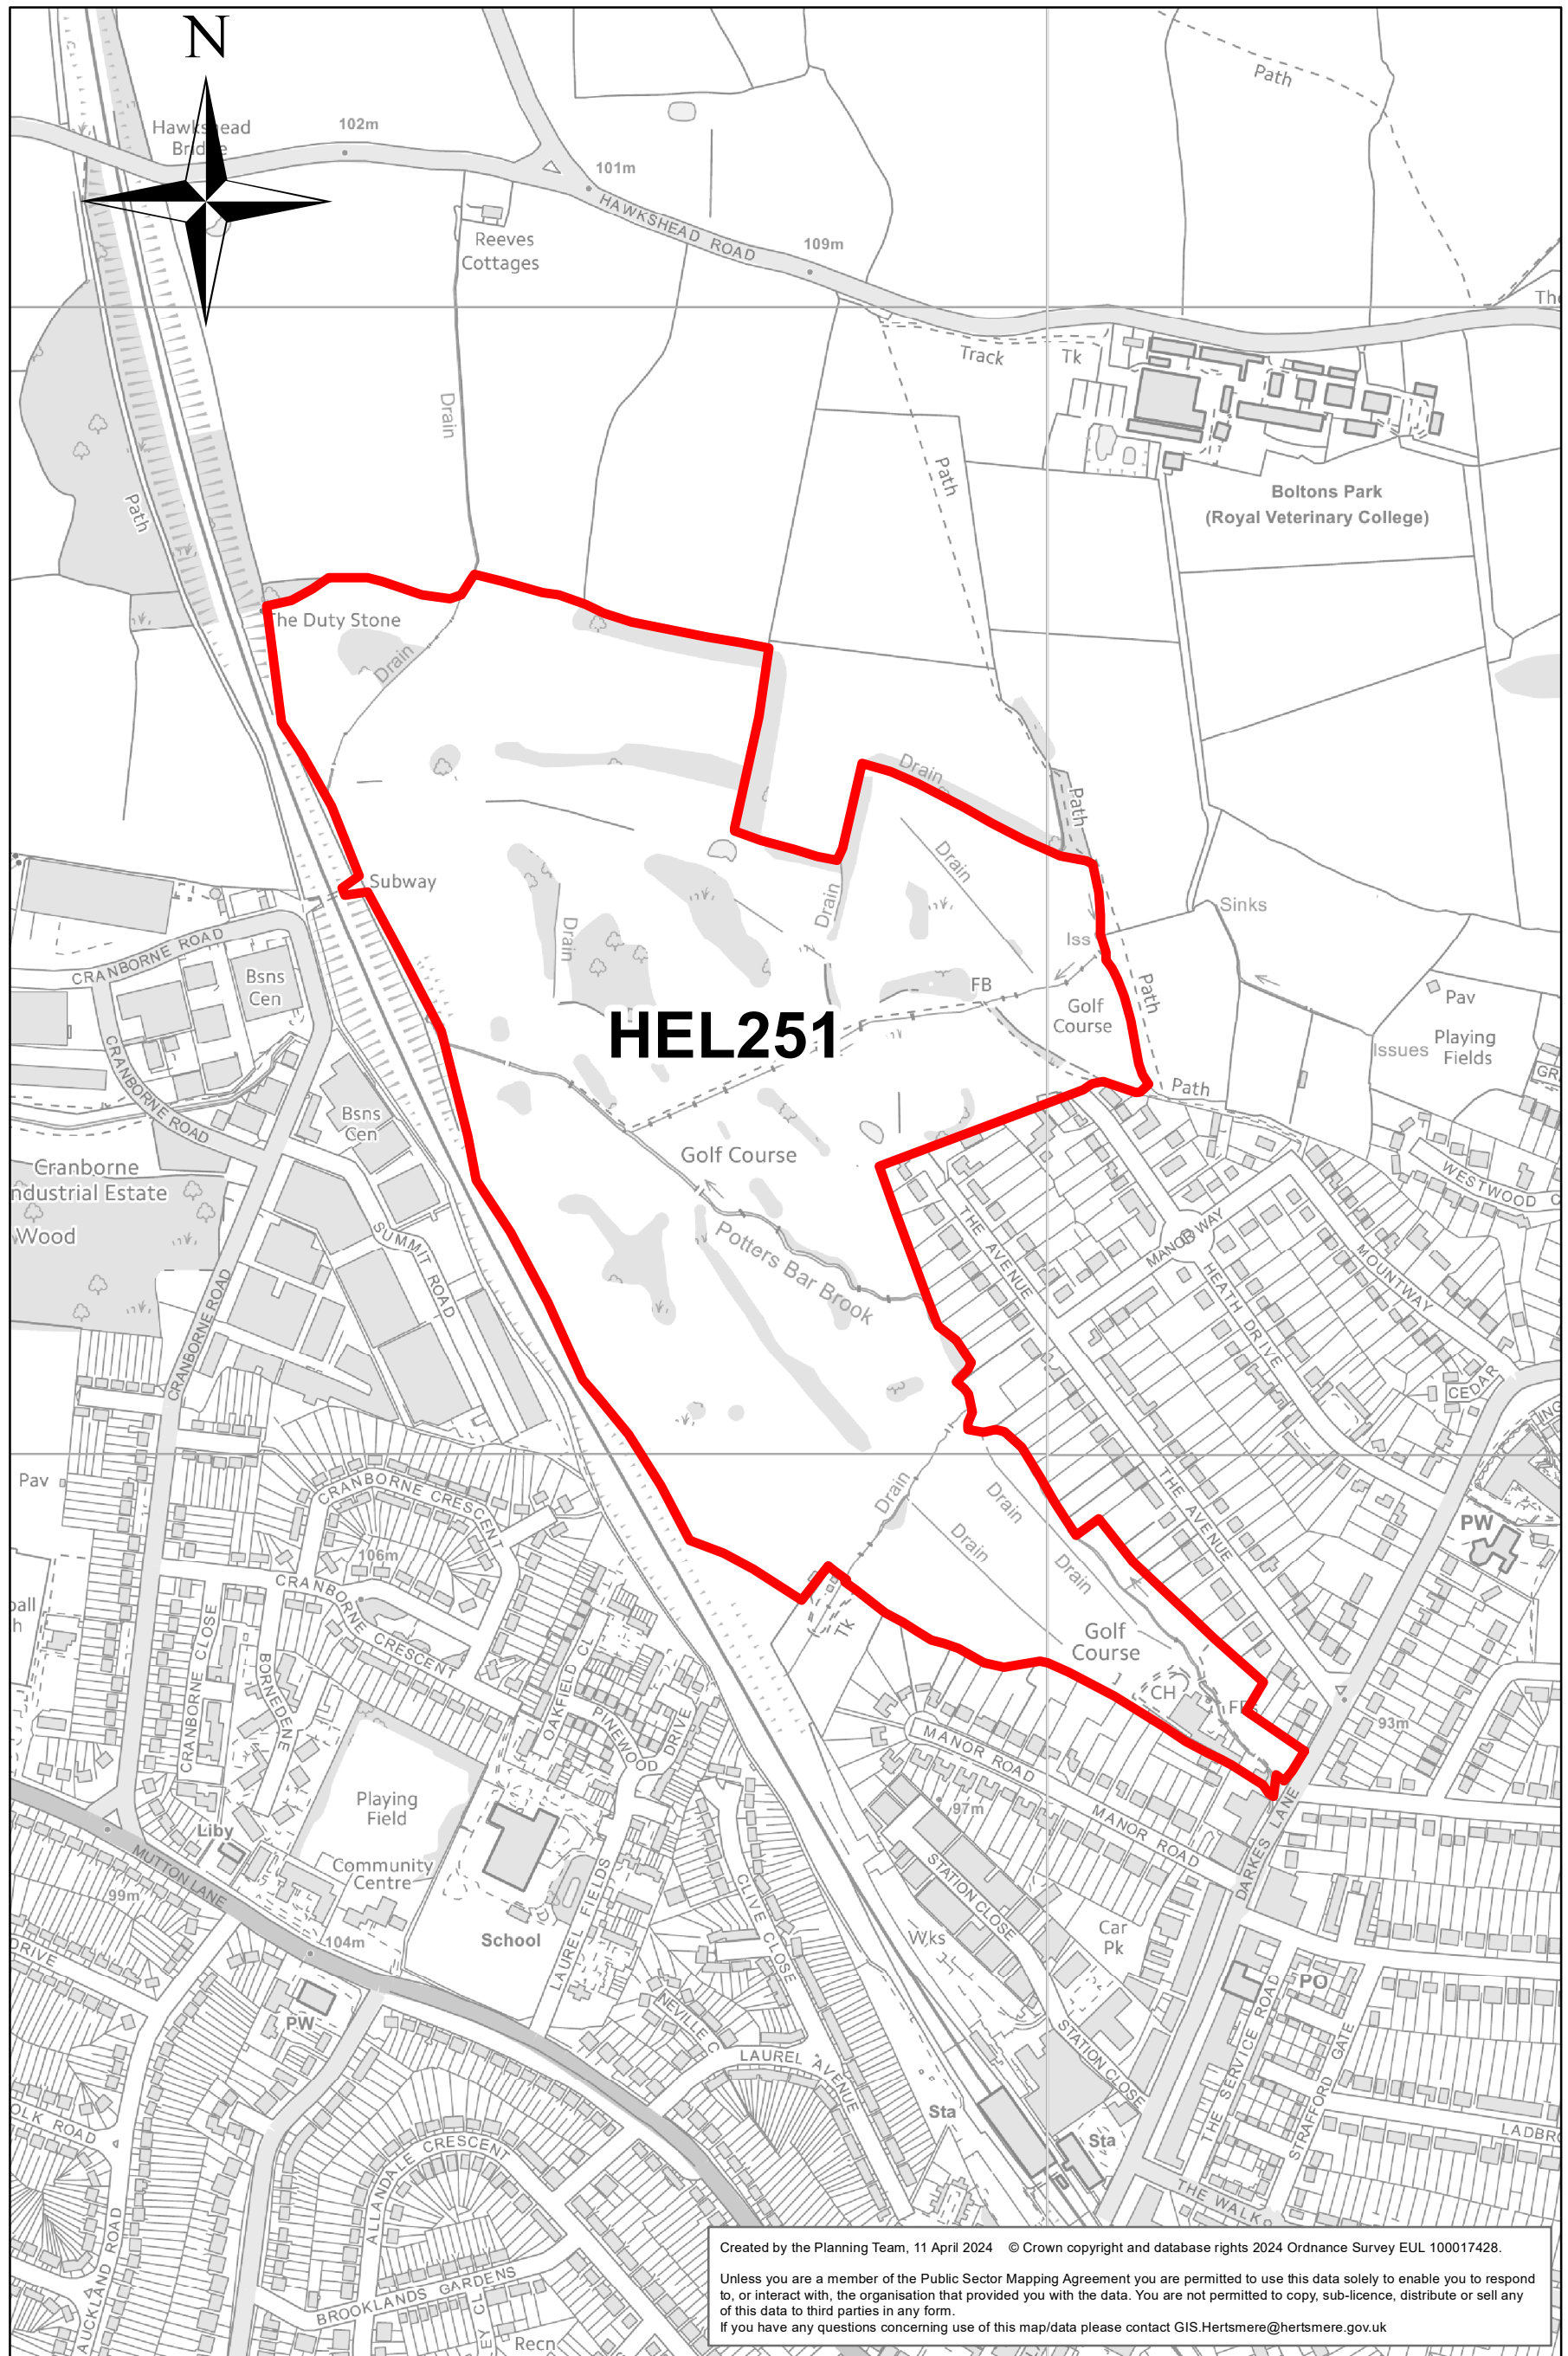 N
Path
Hawkshead
Bridge
102m
101m
HAWKSHEAD ROAD
109m
Reeves
Cottages
Track
Tk
Drain
Path
Path
Boltons Park
(Royal Veterinary College)
The Duty Stone
Drain
Drain
Path
Drain
Subway
Drain
Drain
Sinks
CRANBORNE ROAD
Bsns
Cen
Iss
FB
Path
Golf
Course
Pav
Playing
Fields
Issues
HEL251
CRANBORNE ROAD
Bsns
Cen
Path
Golf Course
Cranborne
ndustrial Estate
Wood
WESTWOOD
SUMMIT ROAD
THE AVENUE
MANOR WAY
MOUNTWAY
Potters Bar Brook
HEATH DRIVE
CRANBORNE ROAD
CEDAR
Pav
CRANBORNE CRESCENT
Drain
Drain
THE AVENUE
PW
106m
Drain
Drain
CRANBORNE CRESCENT
CRANBORNE CLOSE
BORNEDENE
Tk
Golf
Course
OAKFIELD CL
PINEWOOD DRIVE
CH
93m
MANOR ROAD
Playing
Field
97m
MANOR ROAD
DARKES LANE
Liby
MUTTON LANE
Community
Centre
99m
STATION CLOSE
CLIVE CLOSE
LAUREL FIELDS
School
Wks
Car
Pk
104m
DRIVE
PW
NEVILLE C
PO
THE SERVICE ROAD
STRAFFORD GATE
STATION CLOSE
LAUREL AVENUE
Sta
Sta
OLK ROAD
LADBR
ALLANDALE CRESCENT
THE WALK
AUCKLAND ROAD
BROOKLANDS GARDENS
EY CL
Recn
Created by the Planning Team, 11 April 2024 © Crown copyright and database rights 2024 Ordnance Survey EUL 100017428.
Unless you are a member of the Public Sector Mapping Agreement you are permitted to use this data solely to enable you to respond
to, or interact with, the organisation that provided you with the data. You are not permitted to copy, sub-licence, distribute or sell any
of this data to third parties in any form.
If you have any questions concerning use of this map/data please contact GIS.Hertsmere@hertsmere.gov.uk